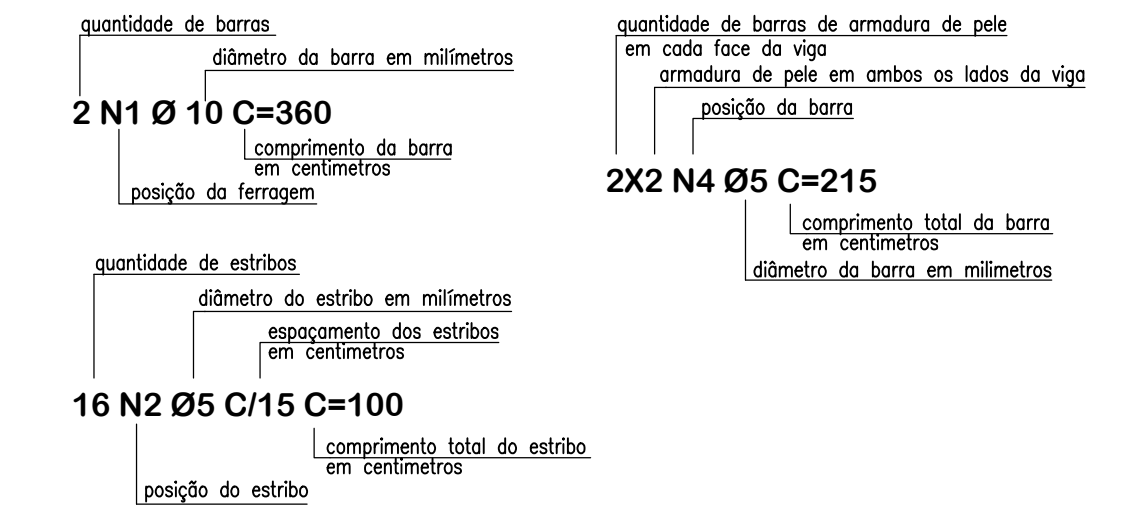 quantidade de barras
diâmetro da barra em milímetros
2 N1 Ø 10 C=360
comprimento da barra
em centimetros
posição da ferragem
quantidade de estribos
diâmetro do estribo em milímetros
espaçamento dos estribos
em centimetros
16 N2 Ø5 C/15 C=100
comprimento total do estribo
em centimetros
posição do estribo
quantidade de barras de armadura de pele
em cada face da viga
armadura de pele em ambos os lados da viga
posição da barra
2X2 N4 Ø5 C=215
comprimento total da barra
em centimetros
diâmetro da barra em milimetros